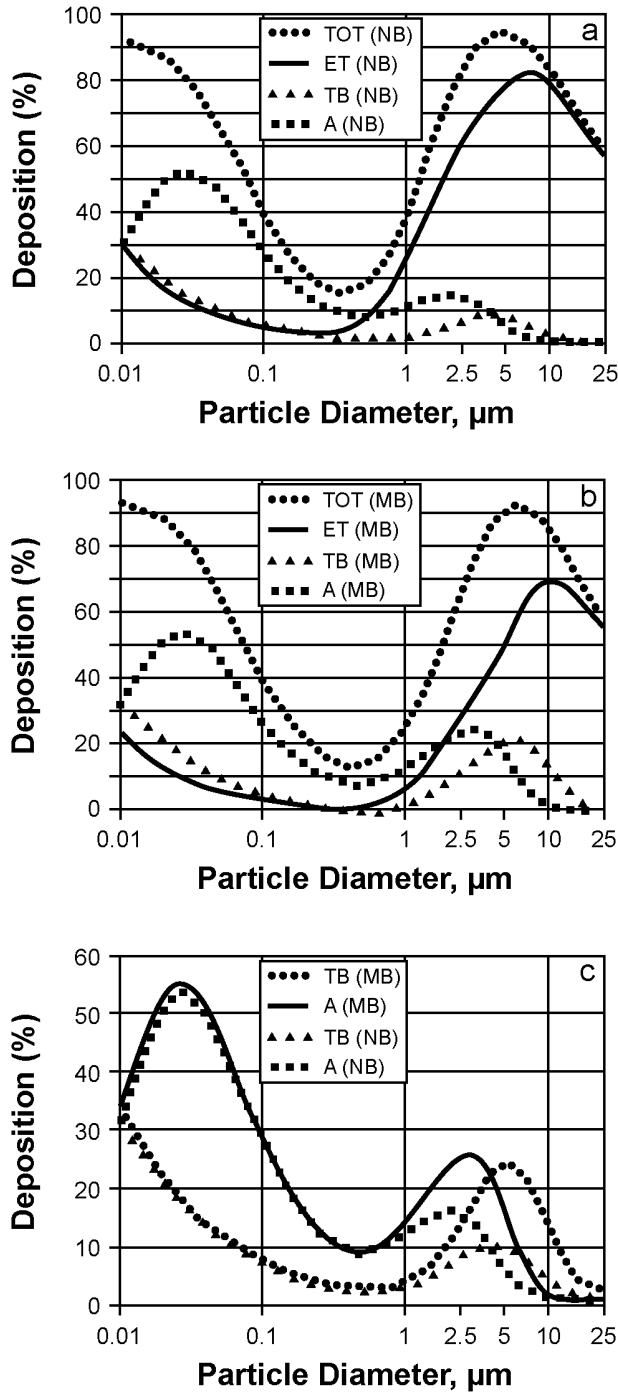 a
TOT (NB)
ET (NB)
TB (NB)
A (NB)
Deposition (%)
100
80
60
40
20
0
0.01 0.1 1 2.5 5 10 25
Particle Diameter, µm
b
TOT (MB)
ET (MB)
TB (MB)
A (MB)
Deposition (%)
100
80
60
40
20
0
0.01 0.1 1 2.5 5 10 25
Particle Diameter, µm
c
TB (MB)
A (MB)
TB (NB)
A (NB)
Deposition (%)
60
50
40
30
20
10
0
0.01 0.1 1 2.5 5 10 25
Particle Diameter, µm